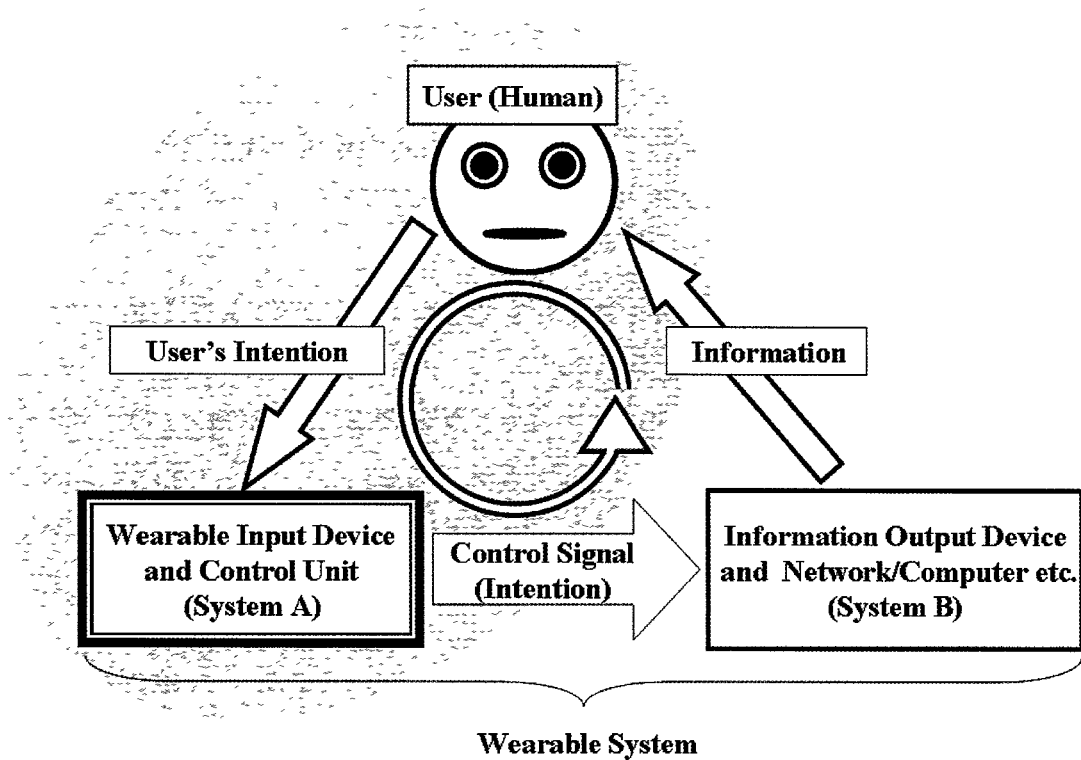 User (Human)
User's Intention
Information
Wearable Input Device
and Control Unit
(System A)
Control Signal
(Intention)
Information Output Device
and Network/Computer etc.
(System B)
Wearable System